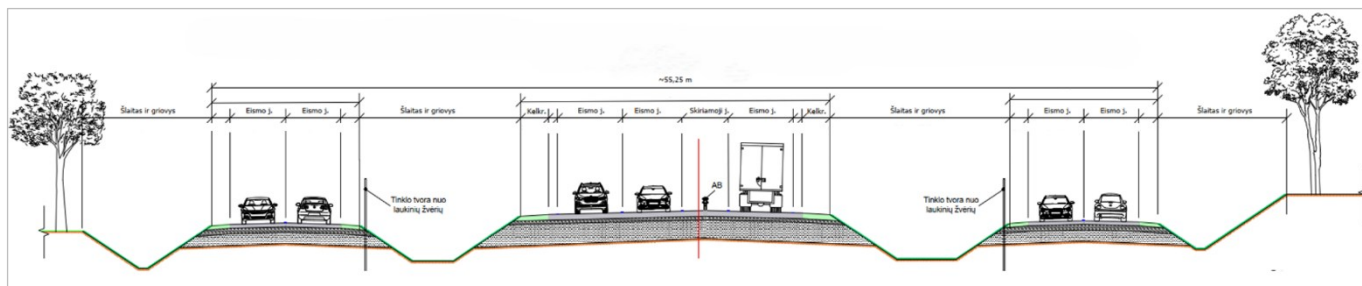 ~55,25 m
Šlaitas ir griovys
Eismo j.
Eismo j.
Šlaitas ir griovys
Kelkr.
Eismo j.
Eismo j.
Skiriamoji j.
Eismo j.
Kelkr.
Šlaitas ir griovys
Eismo j.
Eismo j.
Šlaitas ir griovys
Tinklo tvora nuo
laukinių žvėrių
AB
Tinklo tvora nuo
laukinių žvėrių